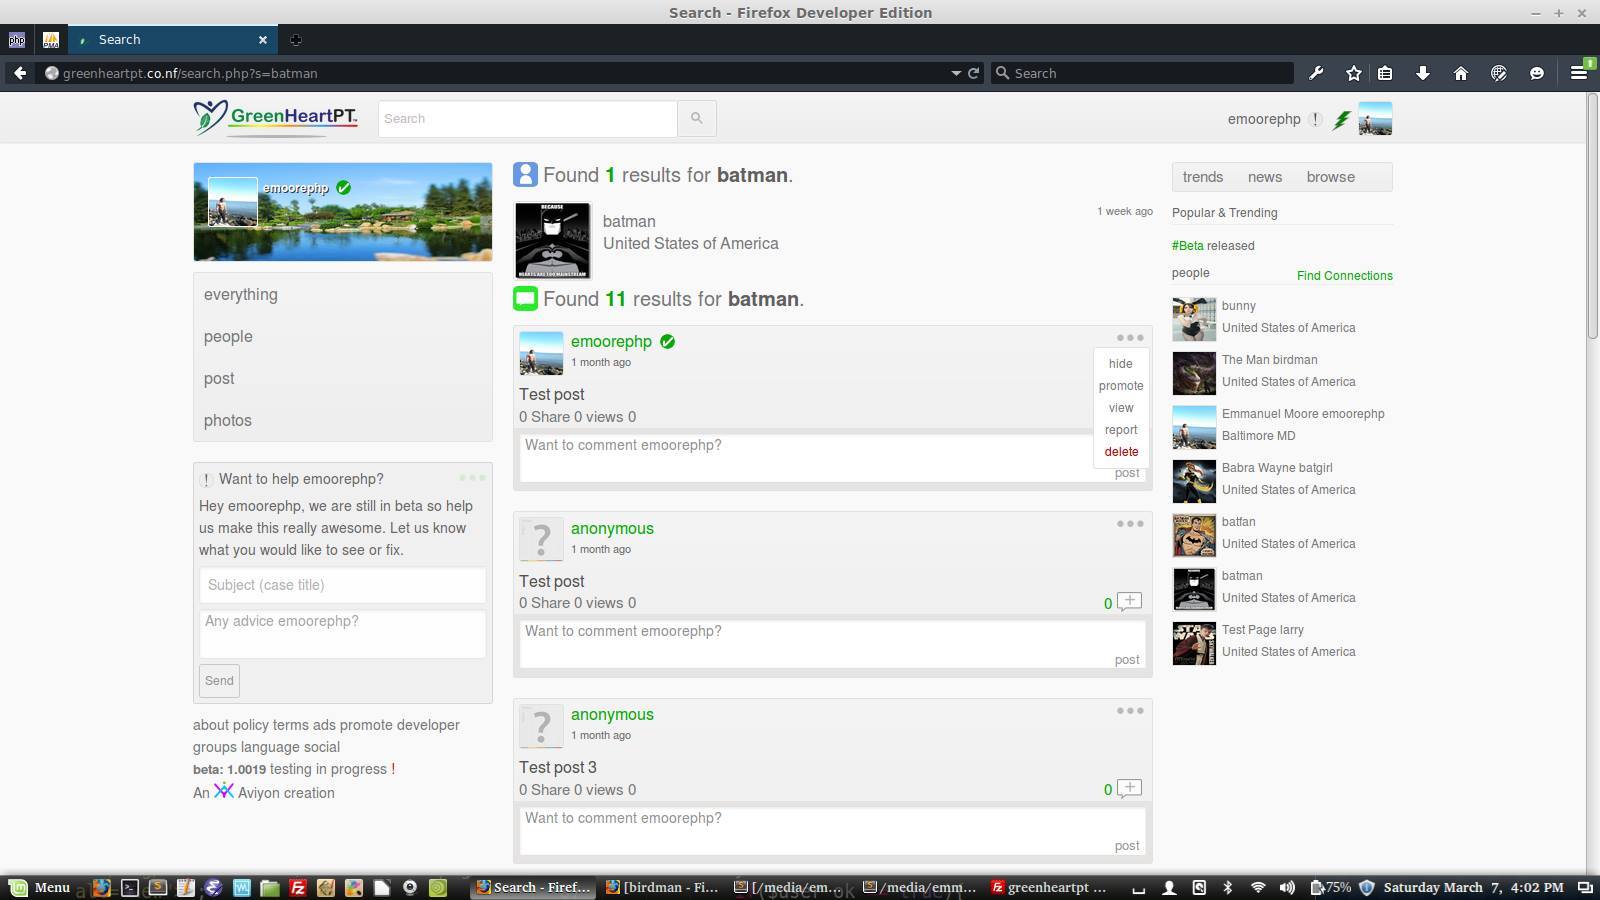 Search - Firefox Developer Edition
php
PMA
Search
greenheartpt.co.nf/search.php?s=batman
Search
GreenHeartPT
Search
emoorephp
emoorephp
everything
people
post
photos
Want to help emoorephp?
Hey emoorephp, we are still in beta so help
us make this really awesome. Let us know
what you would like to see or fix.
Subject (case title)
Any advice emoorephp?
Send
about policy terms ads promote developer
groups language social
beta: 1.0019 testing in progress !
An Aviyon creation
Found 1 results for batman.
BECAUSE
HEARTS ARE TOO MAINSTREAM
batman
United States of America
1 week ago
Found 11 results for batman.
emoorephp
1 month ago
Test post
0 Share 0 views 0
Want to comment emoorephp?
post
hide
promote
view
report
delete
anonymous
1 month ago
Test post
0 Share 0 views 0
0
Want to comment emoorephp?
post
anonymous
1 month ago
Test post 3
0 Share 0 views 0
0
Want to comment emoorephp?
post
trends news browse
Popular & Trending
#Beta released
people
Find Connections
bunny
United States of America
The Man birdman
United States of America
Emmanuel Moore emoorephp
Baltimore MD
Babra Wayne batgirl
United States of America
batfan
United States of America
batman
United States of America
Test Page larry
United States of America
Menu
Search - Firef...
[birdman - Fi...
[/media/em...
/media/emm...
greenheartpt ...
75%
Saturday March 7, 4:02 PM